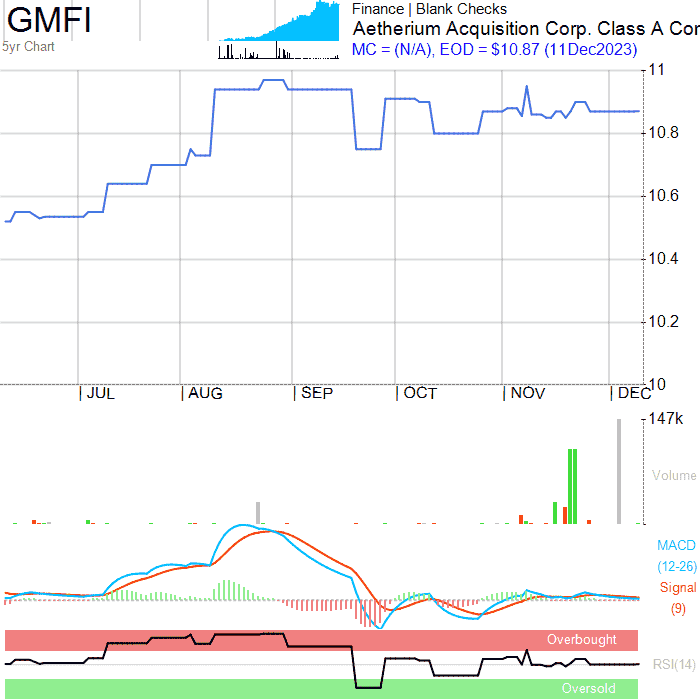 GMFI
5yr Chart
Finance | Blank Checks
Aetherium Acquisition Corp. Class A Cor
MC = (N/A), EOD = $10.87 (11Dec2023)
11
10.8
10.6
10.4
10.2
10
| JUL | AUG | SEP | OCT | NOV | DEC
147k
Volume
MACD
(12-26)
Signal
(9)
Overbought
RSI(14)
Oversold